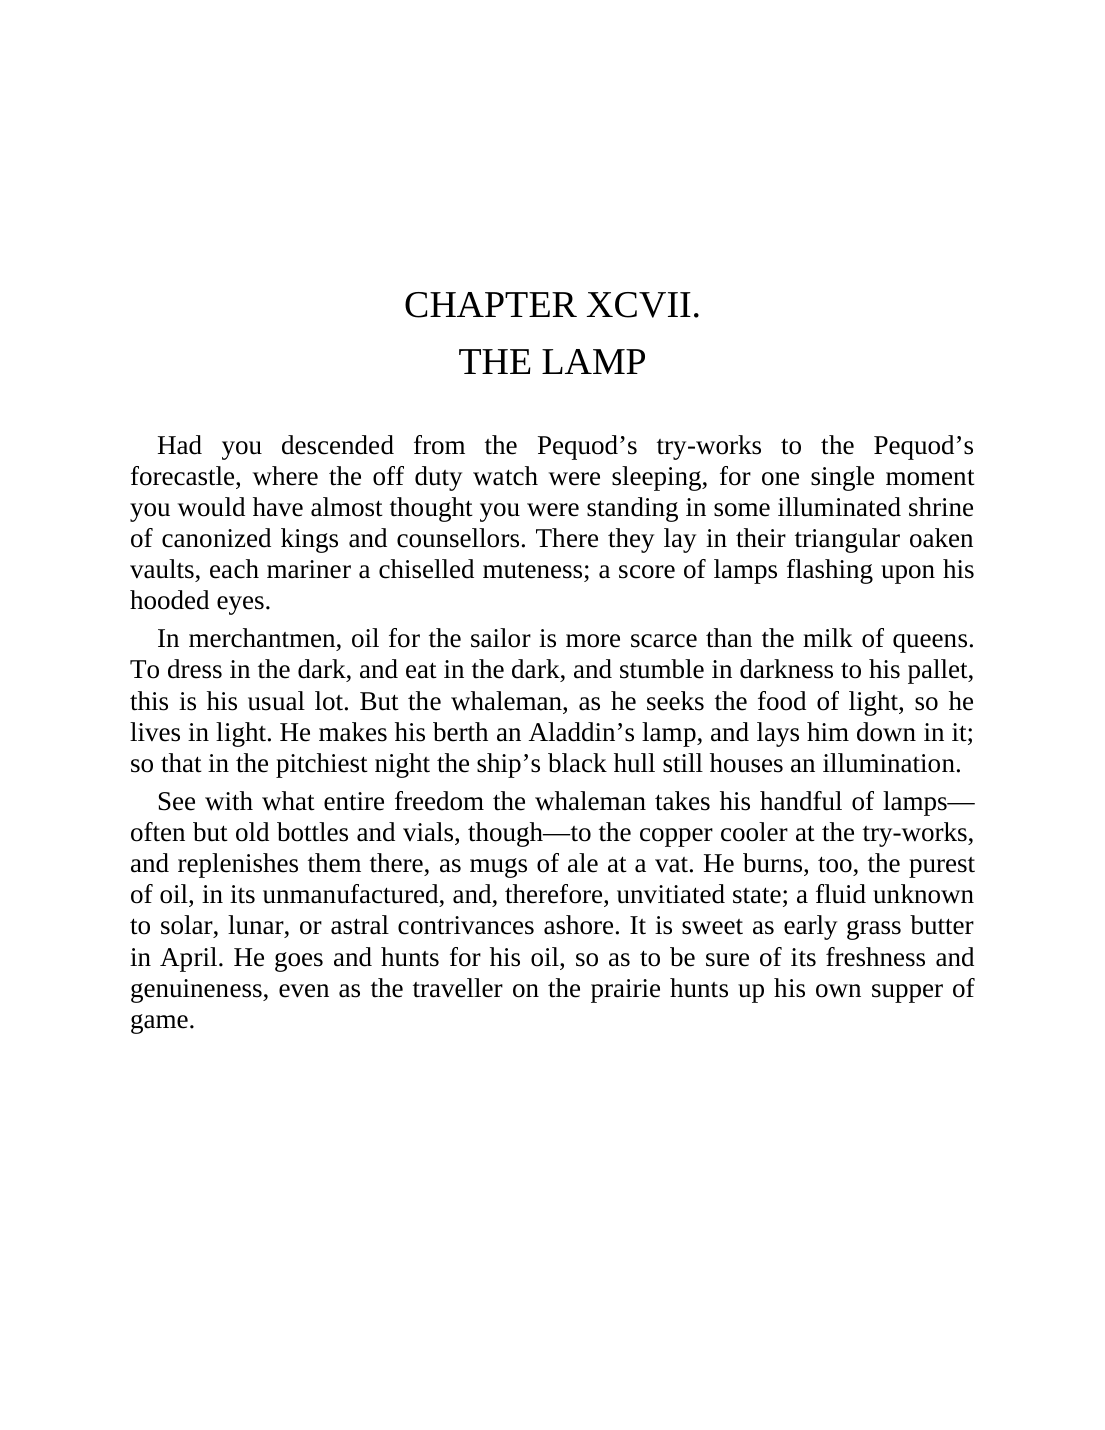 CHAPTER XCVII.
THE LAMP
Had you descended from the Pequod’s try-works to the Pequod’s
forecastle, where the off duty watch were sleeping, for one single moment
you would have almost thought you were standing in some illuminated shrine
of canonized kings and counsellors. There they lay in their triangular oaken
vaults, each mariner a chiselled muteness; a score of lamps flashing upon his
hooded eyes.
In merchantmen, oil for the sailor is more scarce than the milk of queens.
To dress in the dark, and eat in the dark, and stumble in darkness to his pallet,
this is his usual lot. But the whaleman, as he seeks the food of light, so he
lives in light. He makes his berth an Aladdin’s lamp, and lays him down in it;
so that in the pitchiest night the ship’s black hull still houses an illumination.
See with what entire freedom the whaleman takes his handful of lamps—
often but old bottles and vials, though—to the copper cooler at the try-works,
and replenishes them there, as mugs of ale at a vat. He burns, too, the purest
of oil, in its unmanufactured, and, therefore, unvitiated state; a fluid unknown
to solar, lunar, or astral contrivances ashore. It is sweet as early grass butter
in April. He goes and hunts for his oil, so as to be sure of its freshness and
genuineness, even as the traveller on the prairie hunts up his own supper of
game.